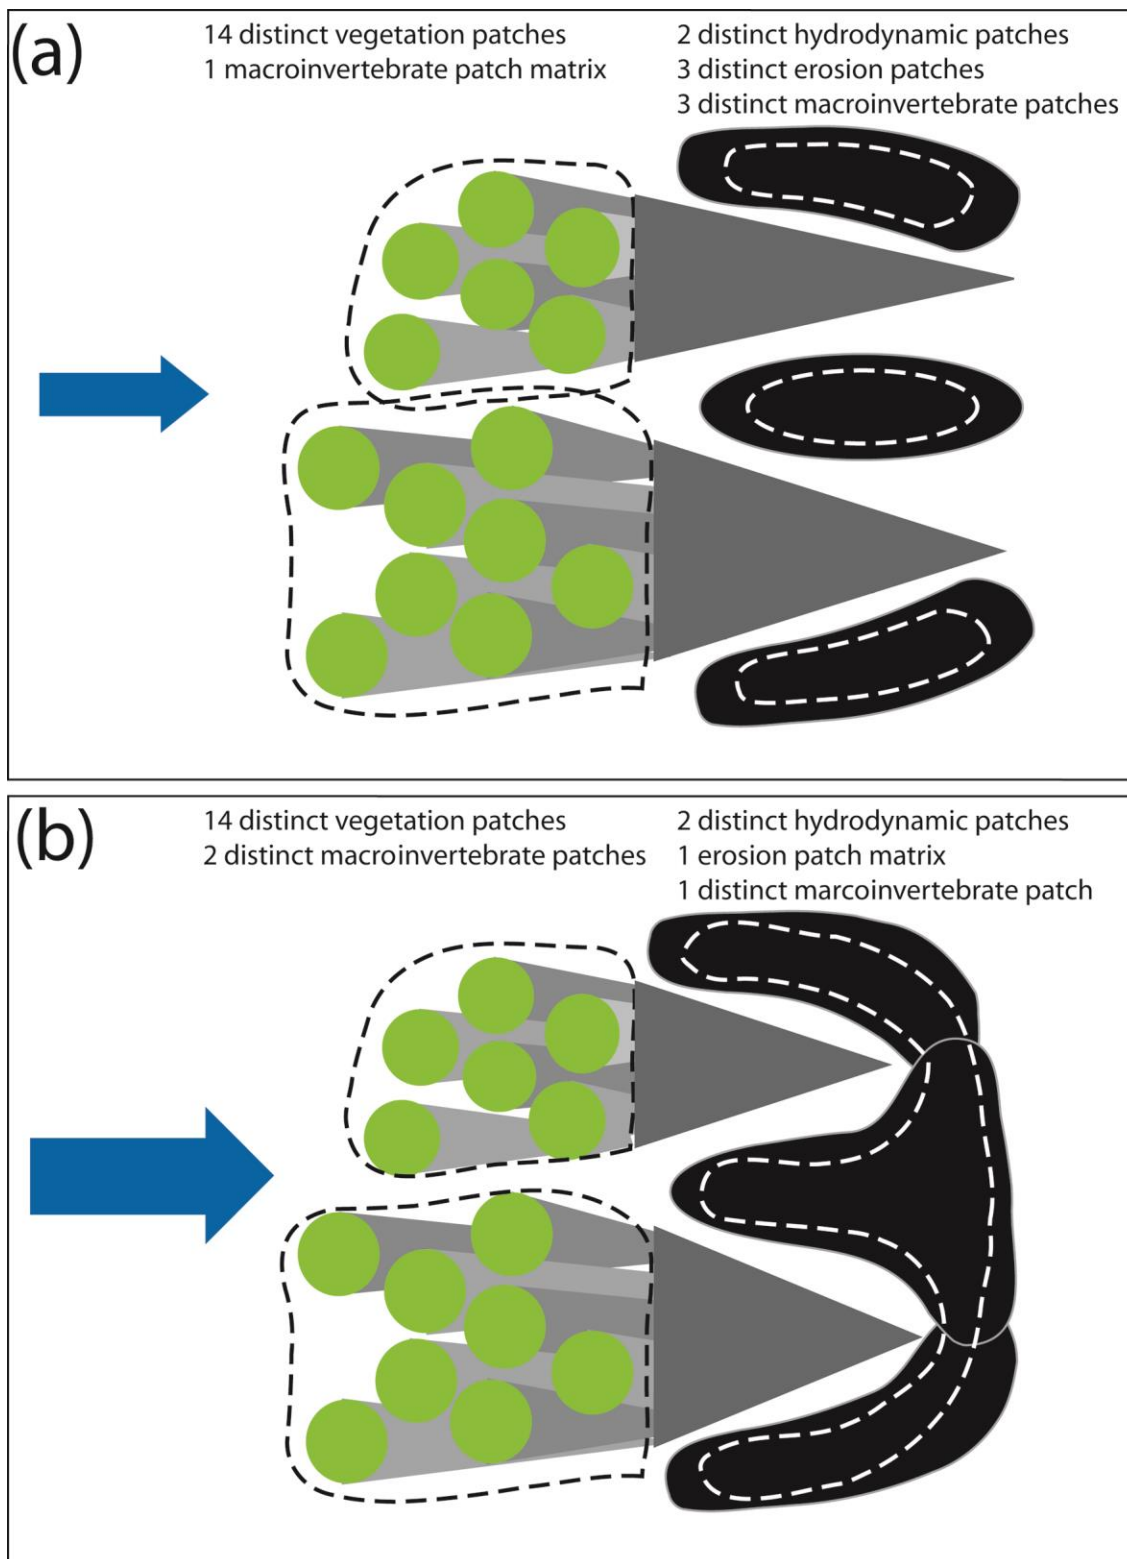 (a)
14 distinct vegetation patches
1 macroinvertebrate patch matrix
2 distinct hydrodynamic patches
3 distinct erosion patches
3 distinct macroinvertebrate patches
(b)
14 distinct vegetation patches
2 distinct macroinvertebrate patches
2 distinct hydrodynamic patches
1 erosion patch matrix
1 distinct marcoinvertebrate patch